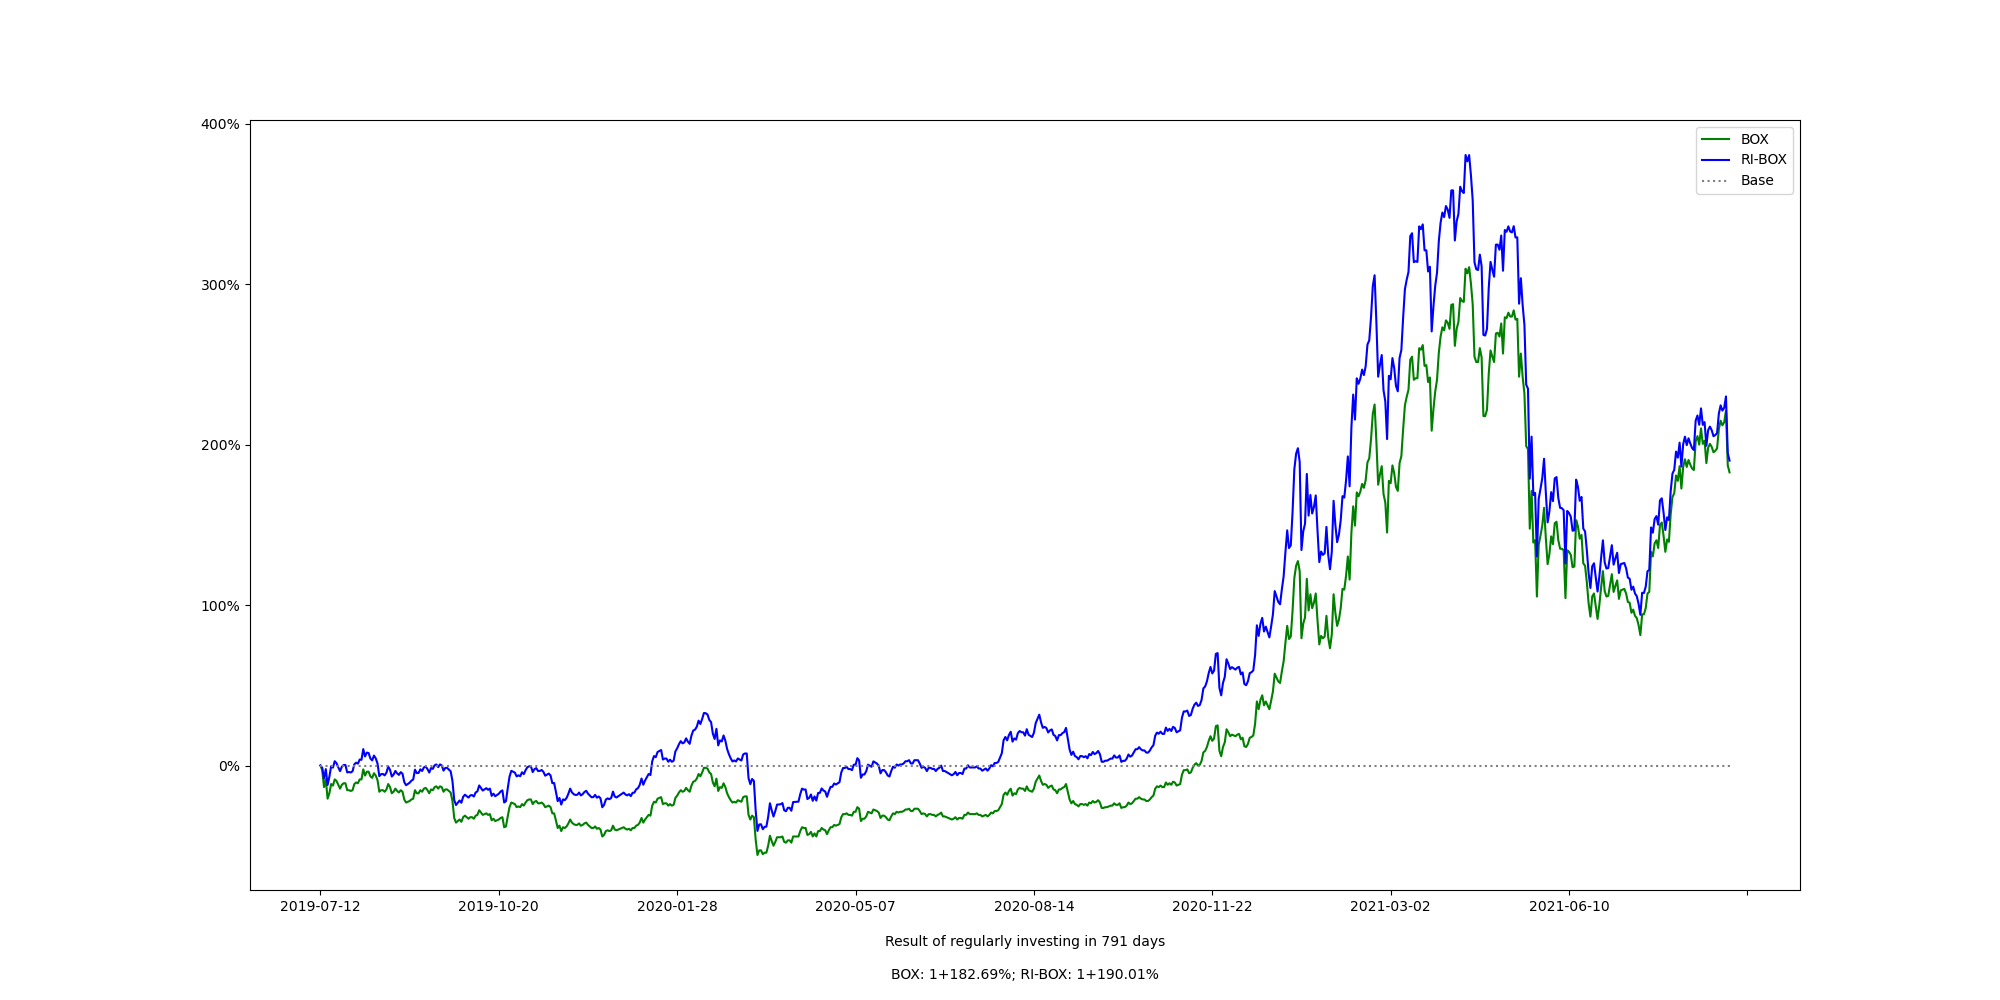 400%
300%
200%
100%
0%
BOX
RI-BOX
Base
2019-07-12 2019-10-20 2020-01-28 2020-05-07 2020-08-14 2020-11-22 2021-03-02 2021-06-10
Result of regularly investing in 791 days
BOX: 1+182.69%; RI-BOX: 1+190.01%